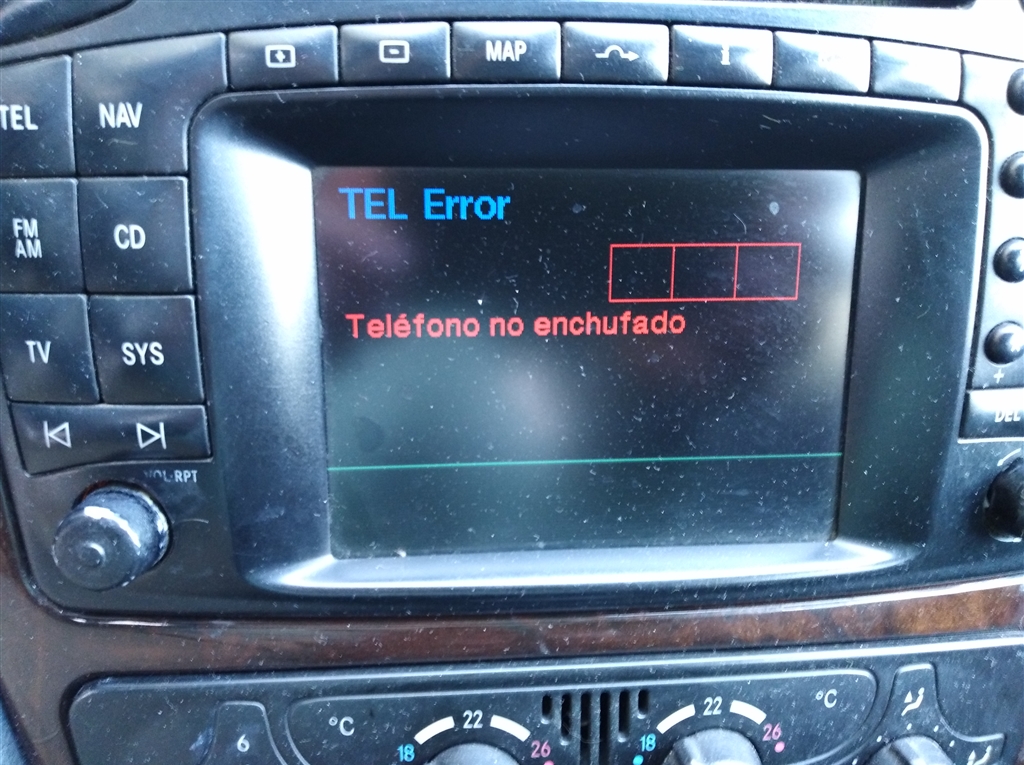 MAP
i
TEL
NAV
TEL Error
FM
AM
CD
Teléfono no enchufado
TV
SYS
+
DEL
VOL-RPT
6
°C
18
22
26
18
22
26
°C